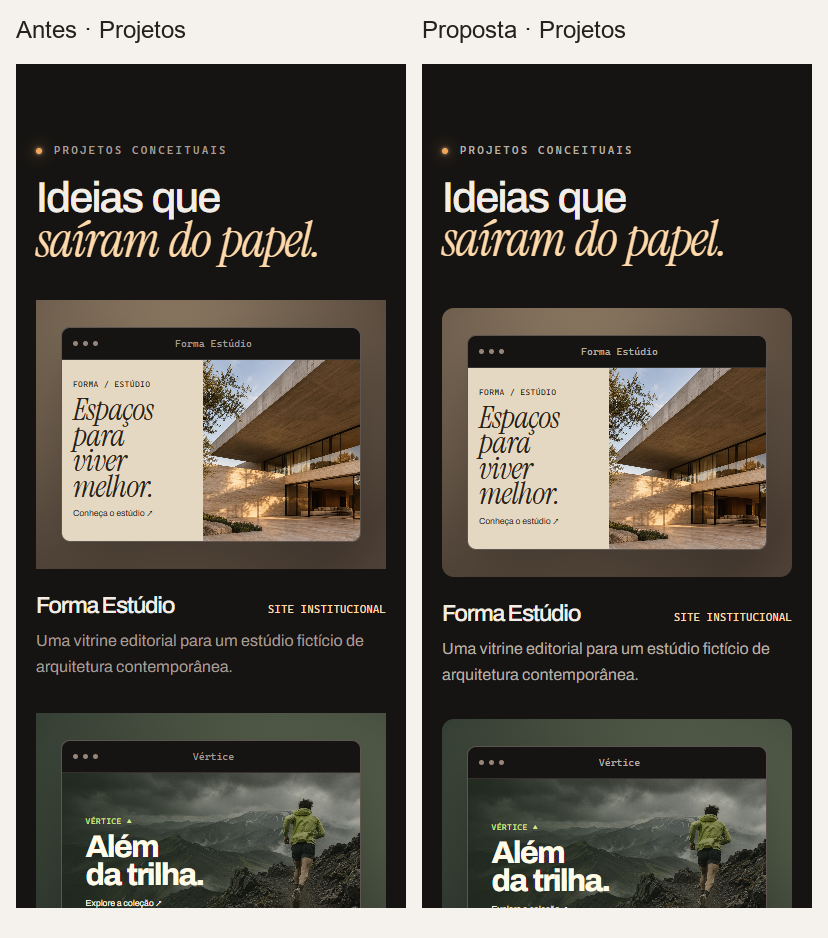 Antes · Projetos
PROJETOS CONCEITUAIS
Ideias que
saíram do papel.
Forma Estúdio
FORMA / ESTÚDIO
Espaços
para
viver
melhor.
Conheça o estúdio ↗
Forma Estúdio
SITE INSTITUCIONAL
Uma vitrine editorial para um estúdio fictício de
arquitetura contemporânea.
Vértice
VÉRTICE ▲
Além
da trilha.
Explore a coleção ↗
Proposta · Projetos
PROJETOS CONCEITUAIS
Ideias que
saíram do papel.
Forma Estúdio
FORMA / ESTÚDIO
Espaços
para
viver
melhor.
Conheça o estúdio ↗
Forma Estúdio
SITE INSTITUCIONAL
Uma vitrine editorial para um estúdio fictício de
arquitetura contemporânea.
Vértice
VÉRTICE ▲
Além
da trilha.